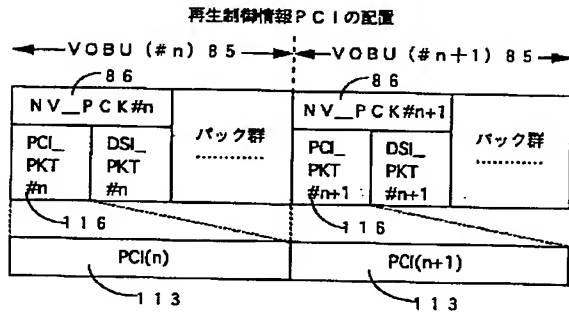 再生制御情報PCIの配置
VOBU(#n)85 VOBU(#n+1)85
86 86
NV_PCK#n パック群 ………… NV_PCK#n+1 パック群 …………
PCI_ DSI_ PCI_ DSI_
PKT PKT PKT PKT
#n #n #n+1 #n+1
116 116
PCI(n) PCI(n+1)
113 113